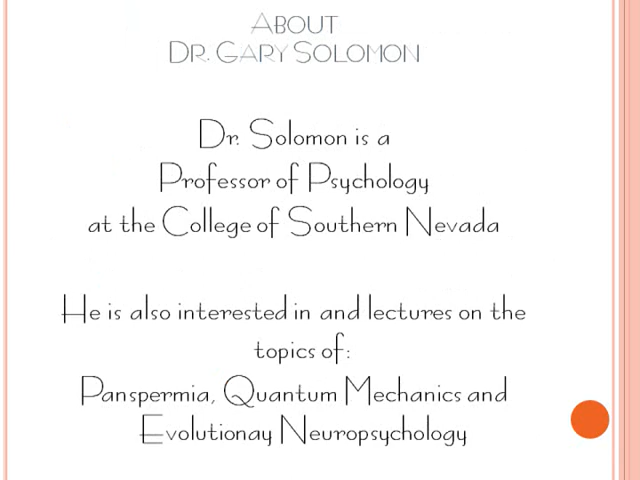 ABOUT
DR. GARY SOLOMON
Dr. Solomon is a
Professor of Psychology
at the College of Southern Nevada
He is also interested in and lectures on the
topics of:
Panspermia, Quantum Mechanics and
Evolutionay Neuropsychology